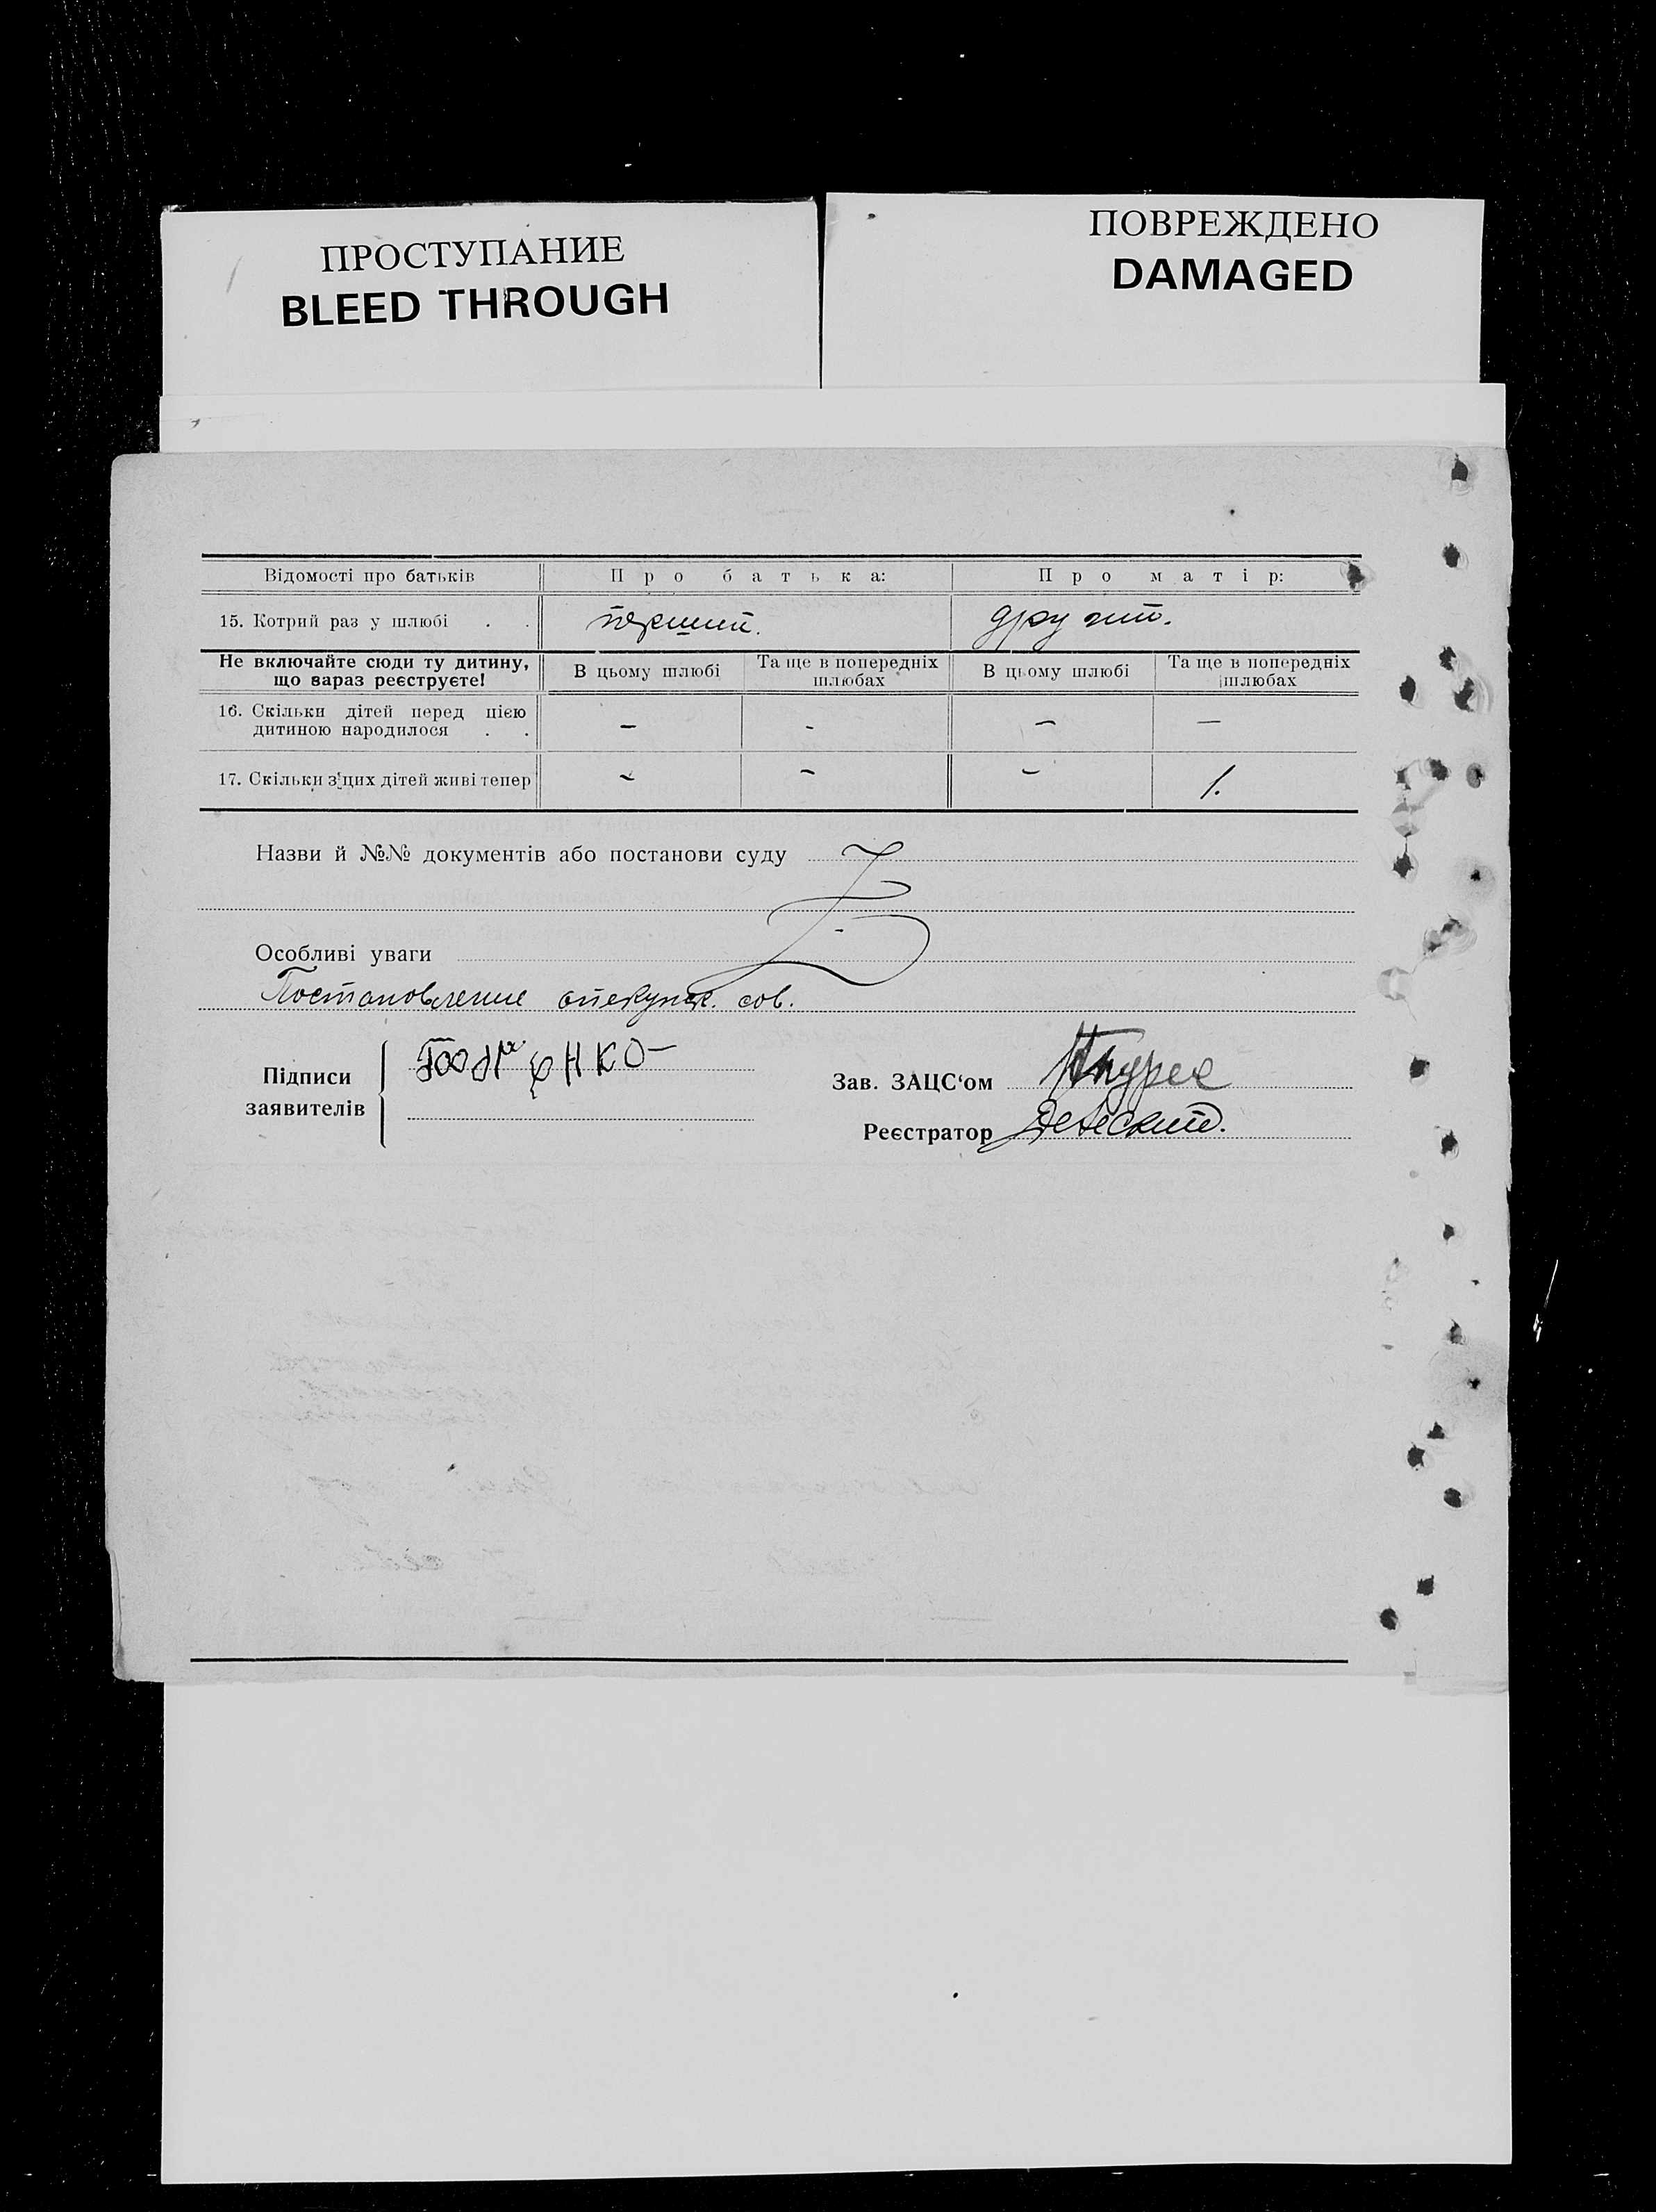 ПРОСТУПАНИЕ
BLEED THROUGH
ПОВРЕЖДЕНО
DAMAGED
Відомості про батьків Про батька: Про матір:
15. Котрий раз у шлюбі . . перший. другий.
Не включайте сюди ту дитину, що вараз реєструєте! В цьому шлюбі Та ще в попередніх шлюбах В цьому шлюбі Та ще в попередніх шлюбах
16. Скільки дітей перед цією дитиною народилося . . — - — —
17. Скільки з цих дітей живі тепер - - - 1.
Назви й №№ документів або постанови суду
Особливі уваги
Постановление опекунск. сов.
Підписи заявителів
Зав. ЗАЦС‘ом
Реєстратор